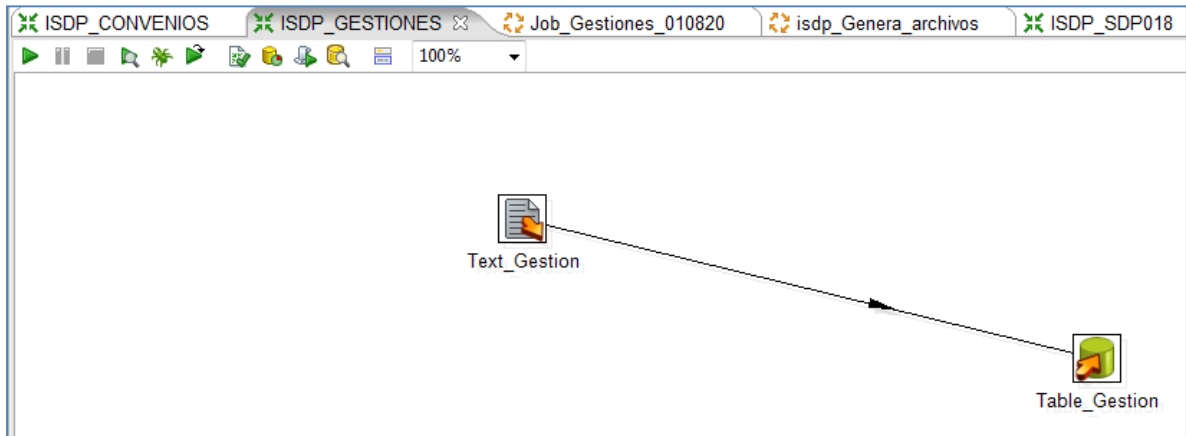 ISDP_CONVENIOS ISDP_GESTIONES Job_Gestiones_010820 isdp_Genera_archivos ISDP_SDP018
100%
Text_Gestion
Table_Gestion